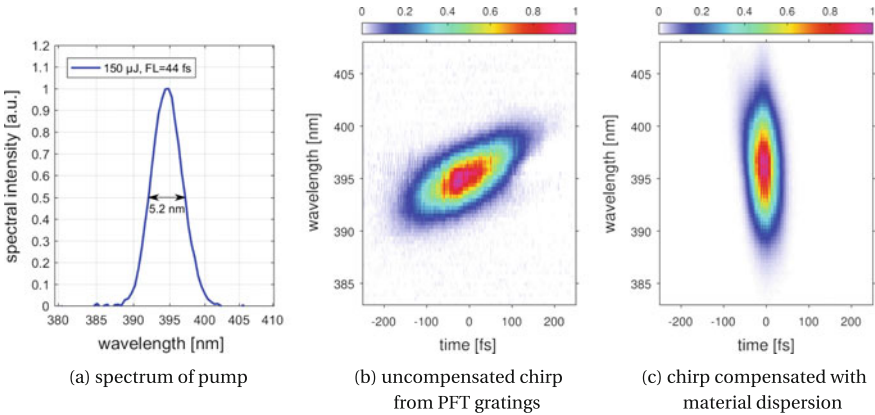 1.2
1.1
1
0.9
0.8
0.7
0.6
0.5
0.4
0.3
0.2
0.1
0
380 385 390 395 400 405 410
spectral intensity [a.u.]
wavelength [nm]
150 µJ, FL=44 fs
5.2 nm
(a) spectrum of pump
0 0.2 0.4 0.6 0.8 1
405
400
395
390
385
-200 -100 0 100 200
wavelength [nm]
time [fs]
(b) uncompensated chirp
from PFT gratings
0 0.2 0.4 0.6 0.8 1
405
400
395
390
385
-200 -100 0 100 200
wavelength [nm]
time [fs]
(c) chirp compensated with
material dispersion